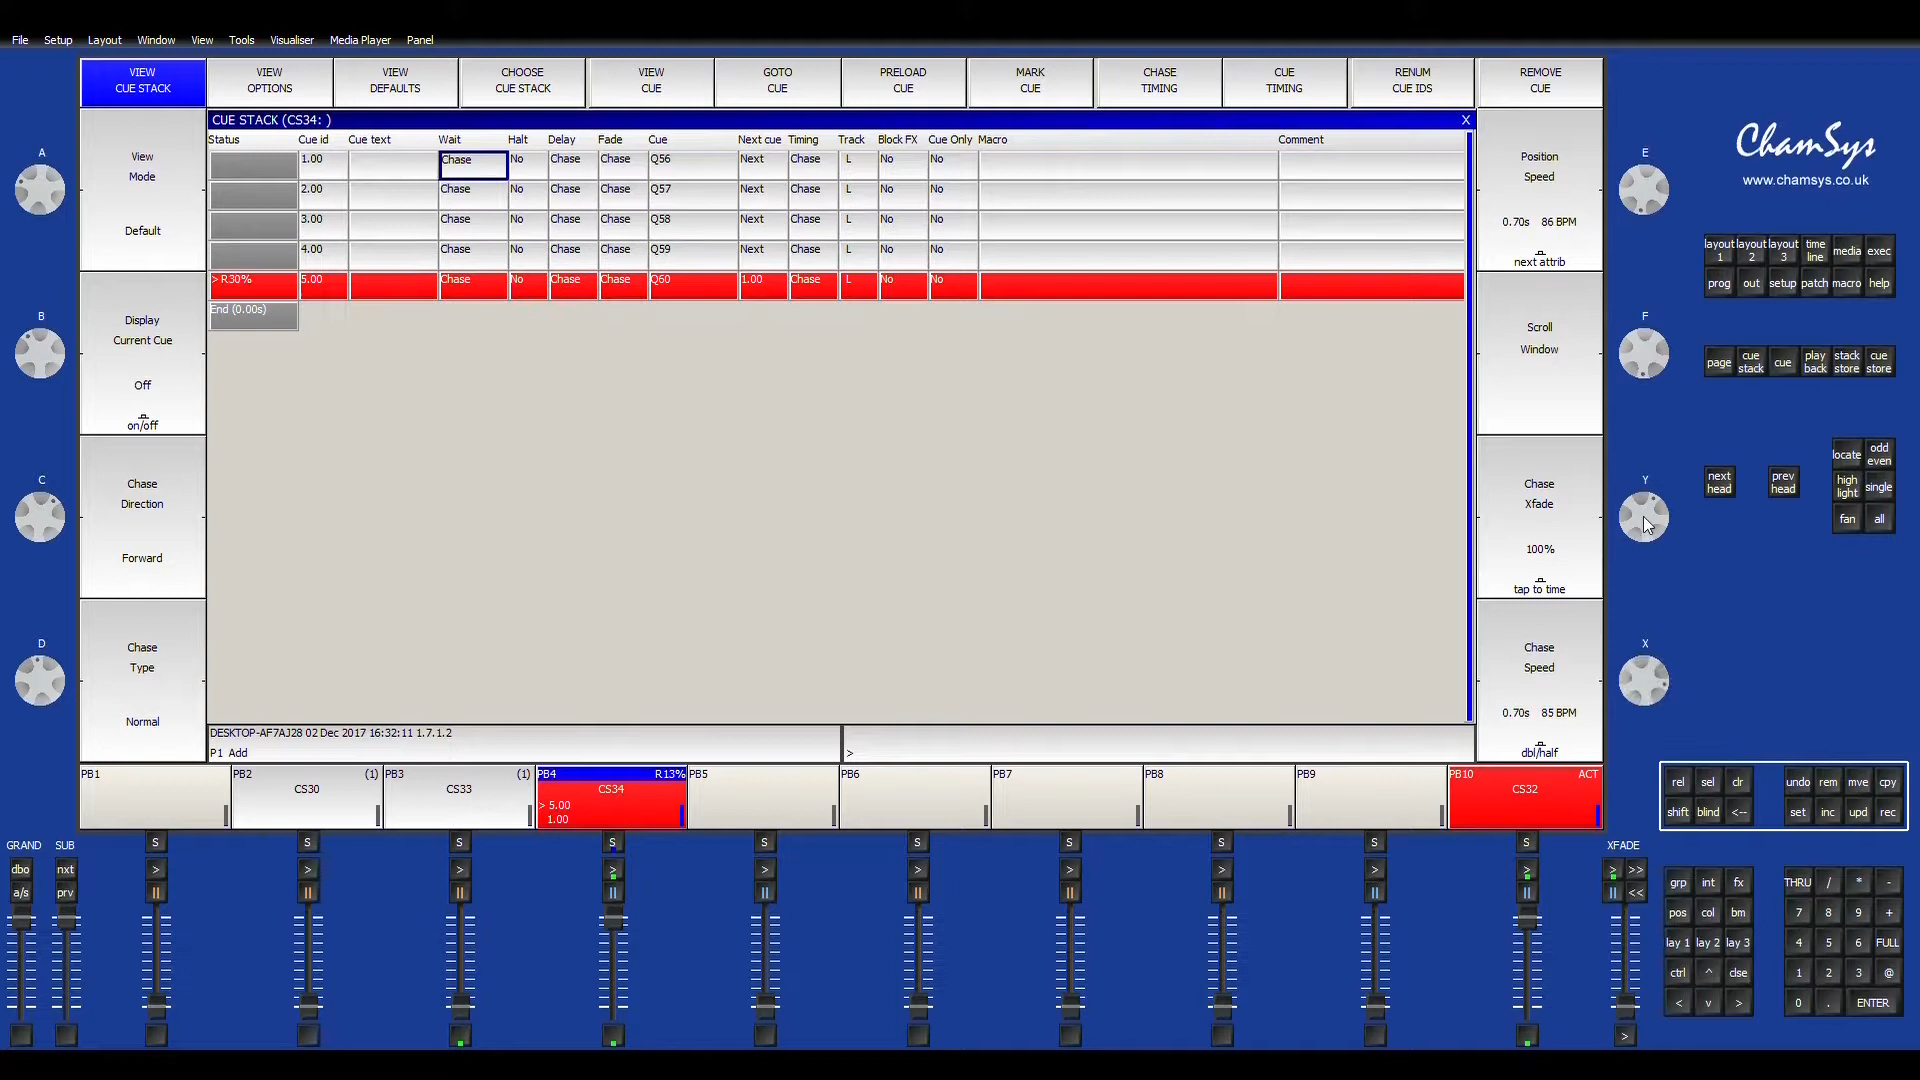 File Setup Layout Window View Tools Visualiser Media Player Panel
VIEW CUE STACK
VIEW OPTIONS
VIEW DEFAULTS
CHOOSE CUE STACK
VIEW CUE
GOTO CUE
PRELOAD CUE
MARK CUE
CHASE TIMING
CUE TIMING
RENUM CUE IDS
REMOVE CUE
CUE STACK (CS34: ) X
Status Cue id Cue text Wait Halt Delay Fade Cue Next cue Timing Track Block FX Cue Only Macro Comment
1.00 Chase No Chase Chase Q56 Next Chase L No No
2.00 Chase No Chase Chase Q57 Next Chase L No No
3.00 Chase No Chase Chase Q58 Next Chase L No No
4.00 Chase No Chase Chase Q59 Next Chase L No No
> R30% 5.00 Chase No Chase Chase Q60 1.00 Chase L No No
End (0.00s)
A
View
Mode
Default
B
Display
Current Cue
Off
on/off
C
Chase
Direction
Forward
D
Chase
Type
Normal
Position
Speed
0.70s 86 BPM
next attrib
E
Scroll
Window
F
Chase
Xfade
100%
tap to time
Y
Chase
Speed
0.70s 85 BPM
dbl/half
X
ChamSys
www.chamsys.co.uk
layout 1 layout 2 layout 3 time line media exec
prog out setup patch macro help
page cue stack cue play back stack store cue store
locate odd even
next head prev head high light single
fan all
DESKTOP-AF7AJ28 02 Dec 2017 16:32:11 1.7.1.2
P1 Add
>
PB1
PB2 (1)
CS30
PB3 (1)
CS33
PB4 R13%
CS34
> 5.00
1.00
PB5
PB6
PB7
PB8
PB9
PB10 ACT
CS32
rel sel clr undo rem mve cpy
shift blind <-- set inc upd rec
GRAND SUB S S S S S S S S S S XFADE
dbo nxt > > > > > > > > > > > >>
a/s prv <<
grp int fx THRU / * -
pos col bm 7 8 9 +
lay 1 lay 2 lay 3 4 5 6 FULL
ctrl ^ clse 1 2 3 @
< v > 0 . ENTER
>